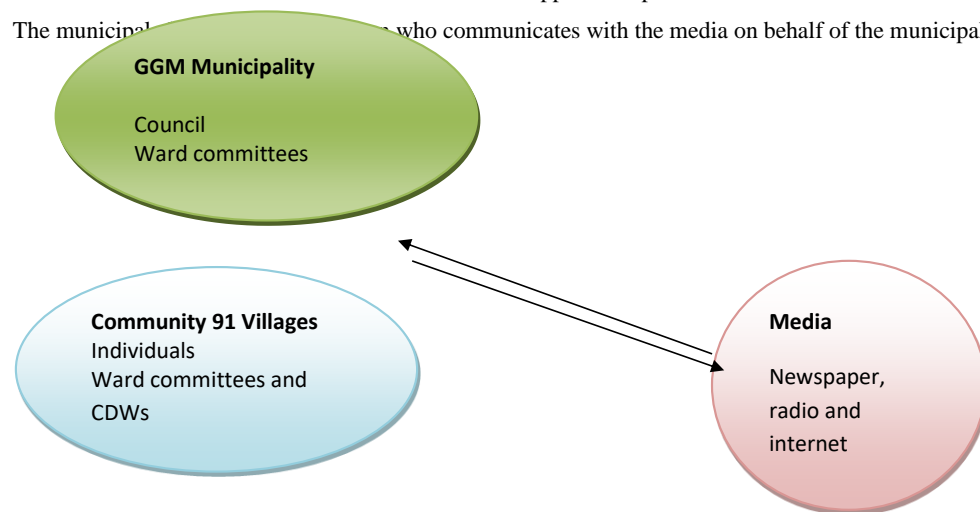 The municipal who communicates with the media on behalf of the municipal
GGM Municipality
Council
Ward committees
Community 91 Villages
Individuals
Ward committees and
CDWs
Media
Newspaper,
radio and
internet